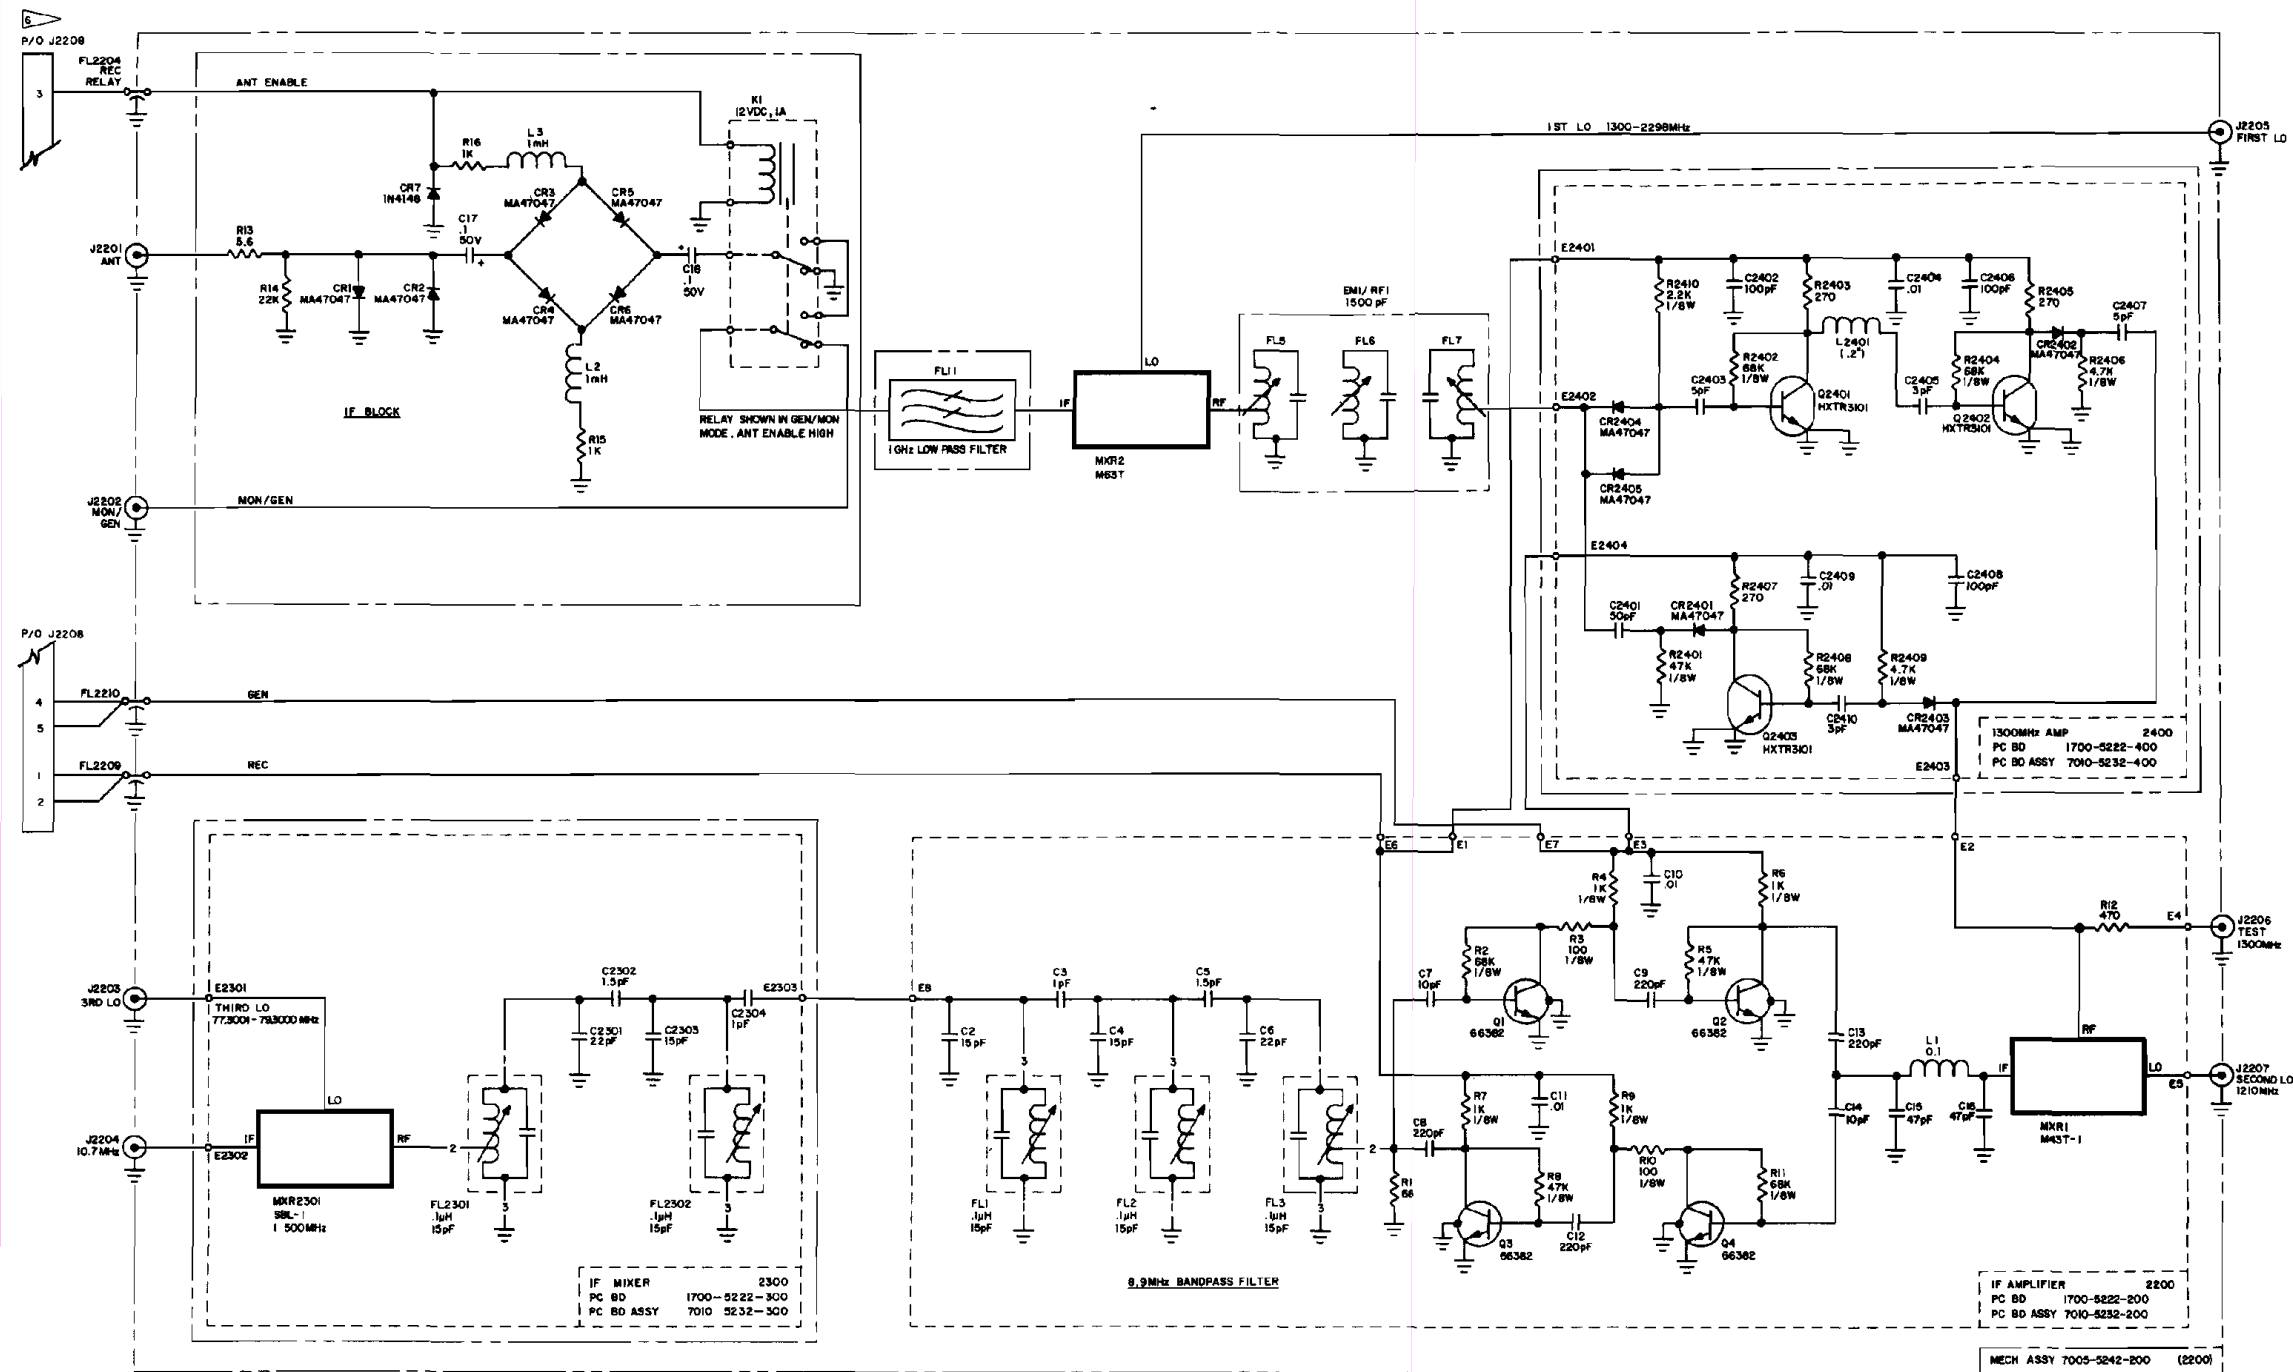 6
P/O J2208
3
FL2204
REC
RELAY
ANT ENABLE
K1
12VDC, 1A
R16
1K
L3
1mH
CR7
1N4148
CR3
MA47047
CR5
MA47047
C17
.1
50V
+
J2201
ANT
R13
5.6
R14
22K
CR1
MA47047
CR2
MA47047
CR4
MA47047
CR6
MA47047
+
C18
.1
50V
L2
1mH
R15
1K
IF BLOCK
RELAY SHOWN IN GEN/MON
MODE, ANT ENABLE HIGH
J2202
MON/
GEN
MON/GEN
FL11
1GHz LOW PASS FILTER
LO
IF
RF
MXR2
M63T
EMI/RFI
1500 pF
FL5
FL6
FL7
1ST LO 1300-2298MHz
J2205
FIRST LO
E2401
R2410
2.2K
1/8W
C2402
100pF
R2403
270
C2404
.01
C2406
100pF
R2405
270
C2407
5pF
L2401
(.2")
CR2402
MA47047
R2406
4.7K
1/8W
R2402
68K
1/8W
C2403
5pF
Q2401
HXTR3101
R2404
68K
1/8W
C2405
3pF
Q2402
HXTR3101
E2402
CR2404
MA47047
CR2405
MA47047
E2404
R2407
270
C2409
.01
C2408
100pF
C2401
50pF
CR2401
MA47047
R2401
47K
1/8W
R2408
68K
1/8W
R2409
4.7K
1/8W
C2410
3pF
CR2403
MA47047
Q2403
HXTR3101
1300MHz AMP 2400
PC BD 1700-5222-400
PC BD ASSY 7010-5232-400
E2403
P/O J2208
4
5
1
2
FL2210
GEN
FL2209
REC
E6
E1
E7
E3
E2
R4
1K
1/8W
C10
.01
R6
1K
1/8W
R2
68K
1/8W
R3
100
1/8W
R5
47K
1/8W
C7
10pF
C9
220pF
Q1
66382
Q2
66382
R12
470
E4
J2206
TEST
1300MHz
J2203
3RD LO
E2301
THIRD LO
77.3001-79.3000 MHz
C2302
1.5pF
C2301
22pF
C2303
15pF
C2304
1pF
E2303
E8
C2
15pF
C3
1pF
C4
15pF
C5
1.5pF
C6
22pF
3
3
C13
220pF
L1
0.1
RF
IF
LO
E5
J2207
SECOND LO
1210MHz
MXR1
M43T-1
C14
10pF
C15
47pF
C16
47pF
R7
1K
1/8W
C11
.01
R9
1K
1/8W
C8
220pF
R1
R8
47K
1/8W
R10
100
1/8W
R11
68K
1/8W
C12
220pF
Q3
66382
Q4
66382
J2204
10.7MHz
E2302
LO
IF
RF
2
MXR2301
SBL-1
1 500MHz
FL2301
.1µH
15pF
3
FL2302
.1µH
15pF
3
FL1
.1µH
15pF
FL2
.1µH
15pF
FL3
.1µH
15pF
3
2
8.9MHz BANDPASS FILTER
IF MIXER 2300
PC BD 1700-5222-300
PC BD ASSY 7010 5232-300
IF AMPLIFIER 2200
PC BD 1700-5222-200
PC BD ASSY 7010-5232-200
MECH ASSY 7005-5242-200 (2200)